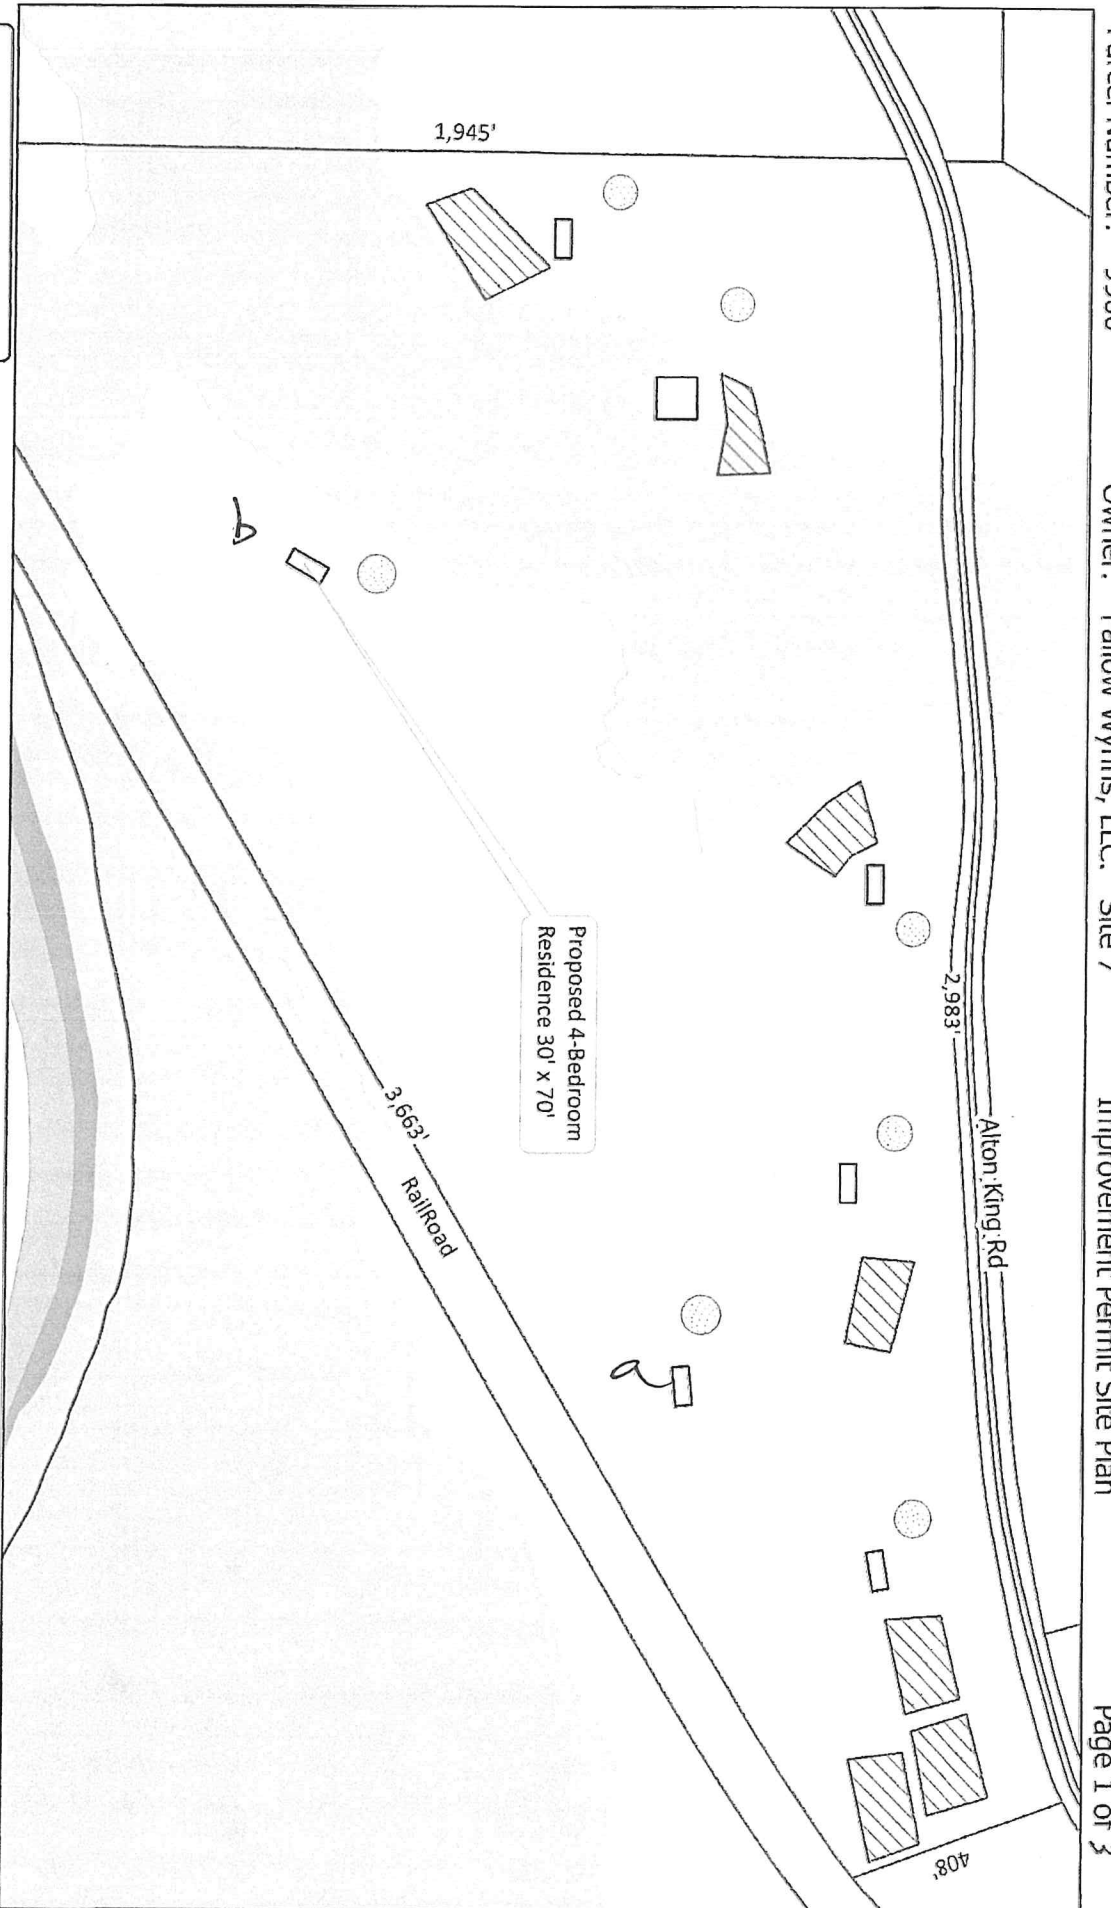 Owner: Fallow Wynns, LLC. Site 7
Improvement Permit Site Plan
Page 1 of 3
1,945'
Alton King Rd
2,983'
Proposed 4-Bedroom
Residence 30' x 70'
3,663'
RailRoad
408'